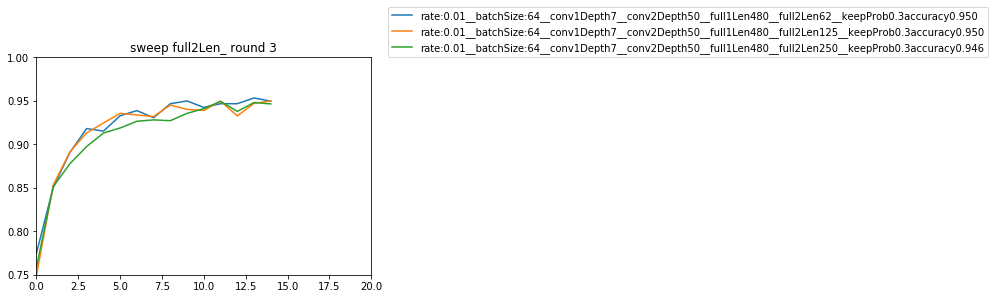 rate:0.01__batchSize:64__conv1Depth7__conv2Depth50__full1Len480__full2Len62__keepProb0.3accuracy0.950
rate:0.01__batchSize:64__conv1Depth7__conv2Depth50__full1Len480__full2Len125__keepProb0.3accuracy0.950
rate:0.01__batchSize:64__conv1Depth7__conv2Depth50__full1Len480__full2Len250__keepProb0.3accuracy0.946
sweep full2Len_ round 3
1.00
0.95
0.90
0.85
0.80
0.75
0.0 2.5 5.0 7.5 10.0 12.5 15.0 17.5 20.0